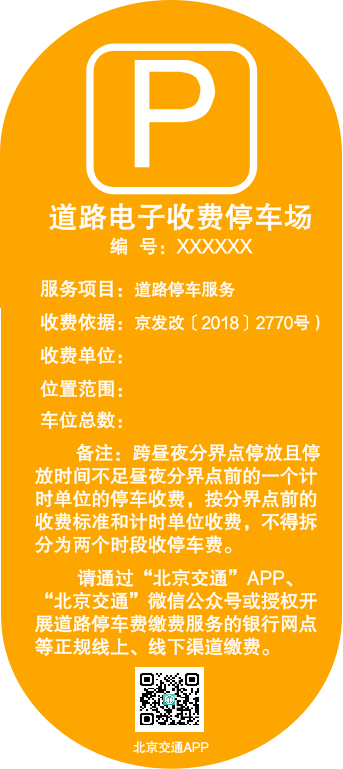 P
道路电子收费停车场
编 号：XXXXXX
服务项目：道路停车服务
收费依据：京发改〔2018〕2770号）
收费单位：
位置范围：
车位总数：
备注：跨昼夜分界点停放且停
放时间不足昼夜分界点前的一个计
时单位的停车收费，按分界点前的
收费标准和计时单位收费，不得拆
分为两个时段收停车费。
请通过“北京交通”APP、
“北京交通”微信公众号或授权开
展道路停车费缴费服务的银行网点
等正规线上、线下渠道缴费。
北京交通APP